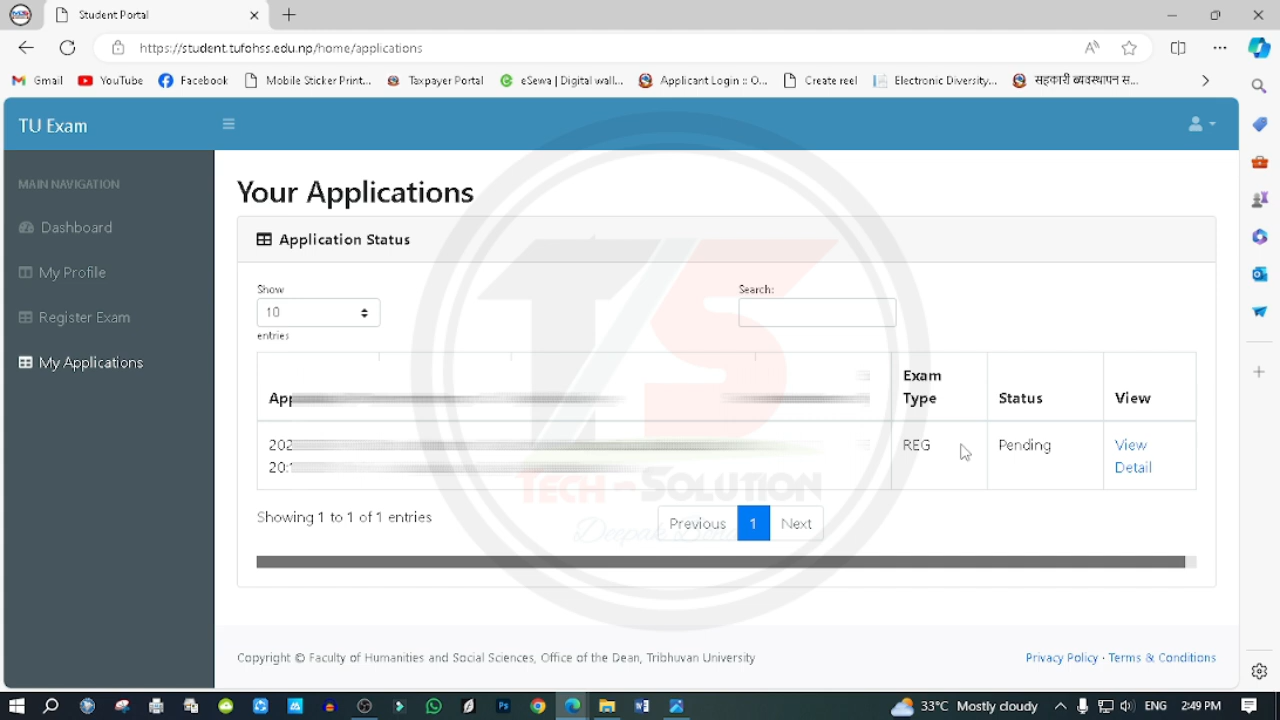 Student Portal
https://student.tufohss.edu.np/home/applications
Gmail YouTube Facebook Mobile Sticker Print... Taxpayer Portal eSewa | Digital wall... Applicant Login :: O... Create reel Electronic Diversity... सहकारी व्यवस्थापन स...
TU Exam
MAIN NAVIGATION
Dashboard
My Profile
Register Exam
My Applications
Your Applications
Application Status
Show
10
entries
Search:
Exam Type Status View
REG Pending View Detail
Showing 1 to 1 of 1 entries
Previous 1 Next
TS
TECH-SOLUTION
Copyright © Faculty of Humanities and Social Sciences, Office of the Dean, Tribhuvan University
Privacy Policy · Terms & Conditions
33°C Mostly cloudy ENG 2:49 PM